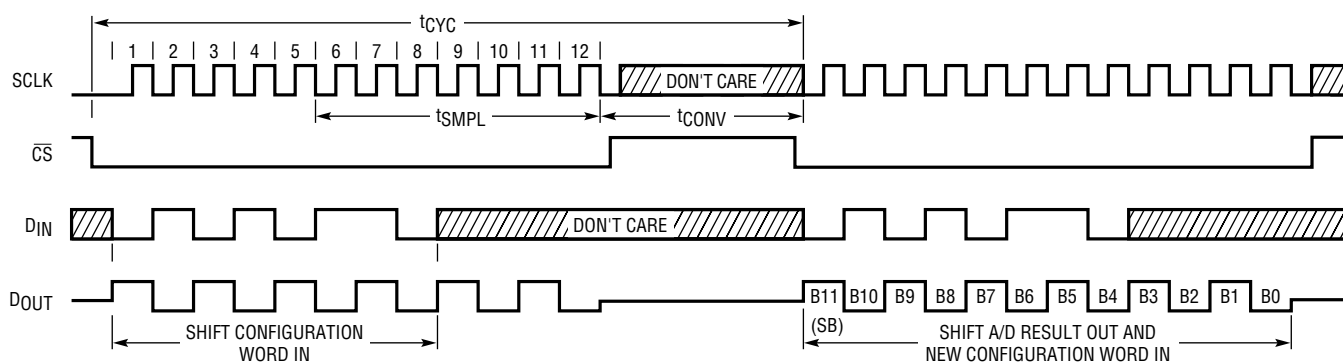 tCYC
1 2 3 4 5 6 7 8 9 10 11 12
SCLK
DON'T CARE
tSMPL
tCONV
CS
DIN
DON'T CARE
DOUT
B11 B10 B9 B8 B7 B6 B5 B4 B3 B2 B1 B0
(SB)
SHIFT CONFIGURATION
WORD IN
SHIFT A/D RESULT OUT AND
NEW CONFIGURATION WORD IN